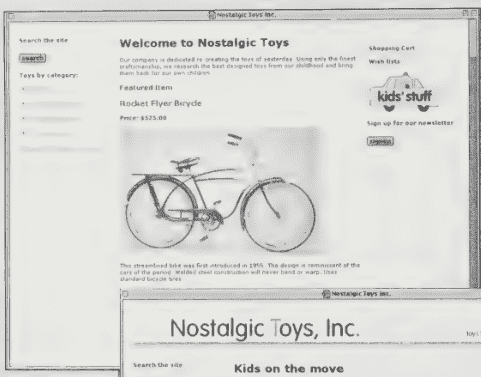 Nostalgic Toys Inc.
Search the site
search
Toys by category:
Welcome to Nostalgic Toys
Our company is dedicated to creating the toys of yesterday. Using only the finest
craftsmanship, we research the best designed toys from our childhood and bring
them back for our own children.
Featured Item
Rocket Flyer Bicycle
Price: $525.00
This streamlined bike was first introduced in 1955. The design is reminiscent of the
cars of the period. Welded steel construction will never bend or warp. Uses
standard bicycle tires
Shopping Cart
Wish lists
kids' stuff
Sign up for our newsletter
Nostalgic Toys Inc.
Nostalgic Toys, Inc.
Toys
Search the site
Kids on the move